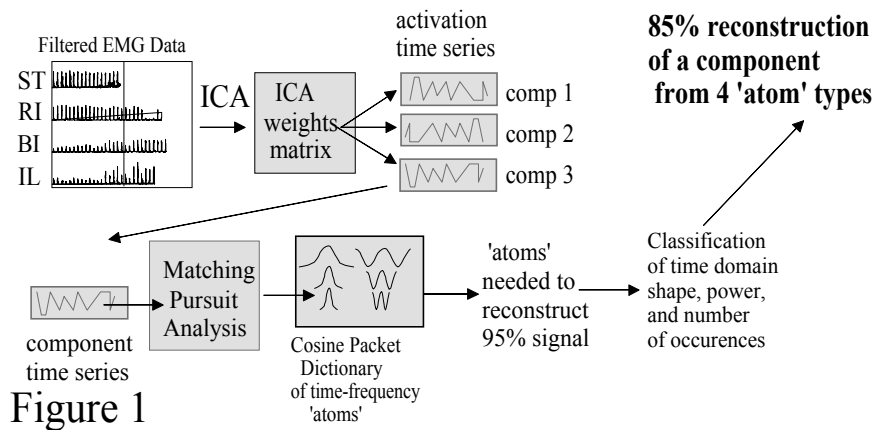 Filtered EMG Data
ST
RI
BI
IL
ICA
ICA
weights
matrix
activation
time series
comp 1
comp 2
comp 3
85% reconstruction
of a component
from 4 'atom' types
component
time series
Matching
Pursuit
Analysis
Cosine Packet
Dictionary
of time-frequency
'atoms'
'atoms'
needed to
reconstruct
95% signal
Classification
of time domain
shape, power,
and number
of occurences
Figure 1